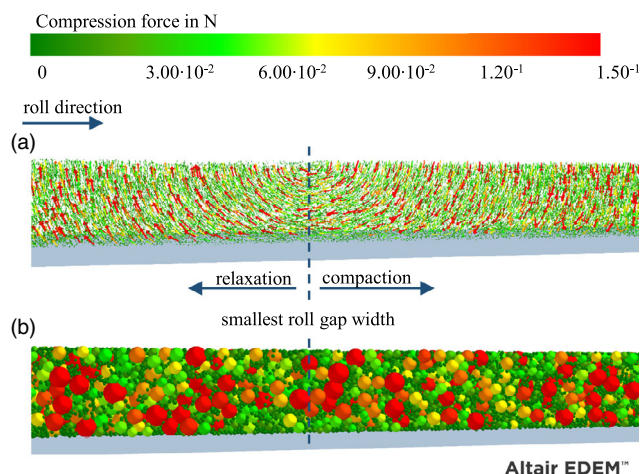 Compression force in N
0 3.00·10⁻² 6.00·10⁻² 9.00·10⁻² 1.20⁻¹ 1.50⁻¹
roll direction
(a)
relaxation compaction
smallest roll gap width
(b)
Altair EDEM™